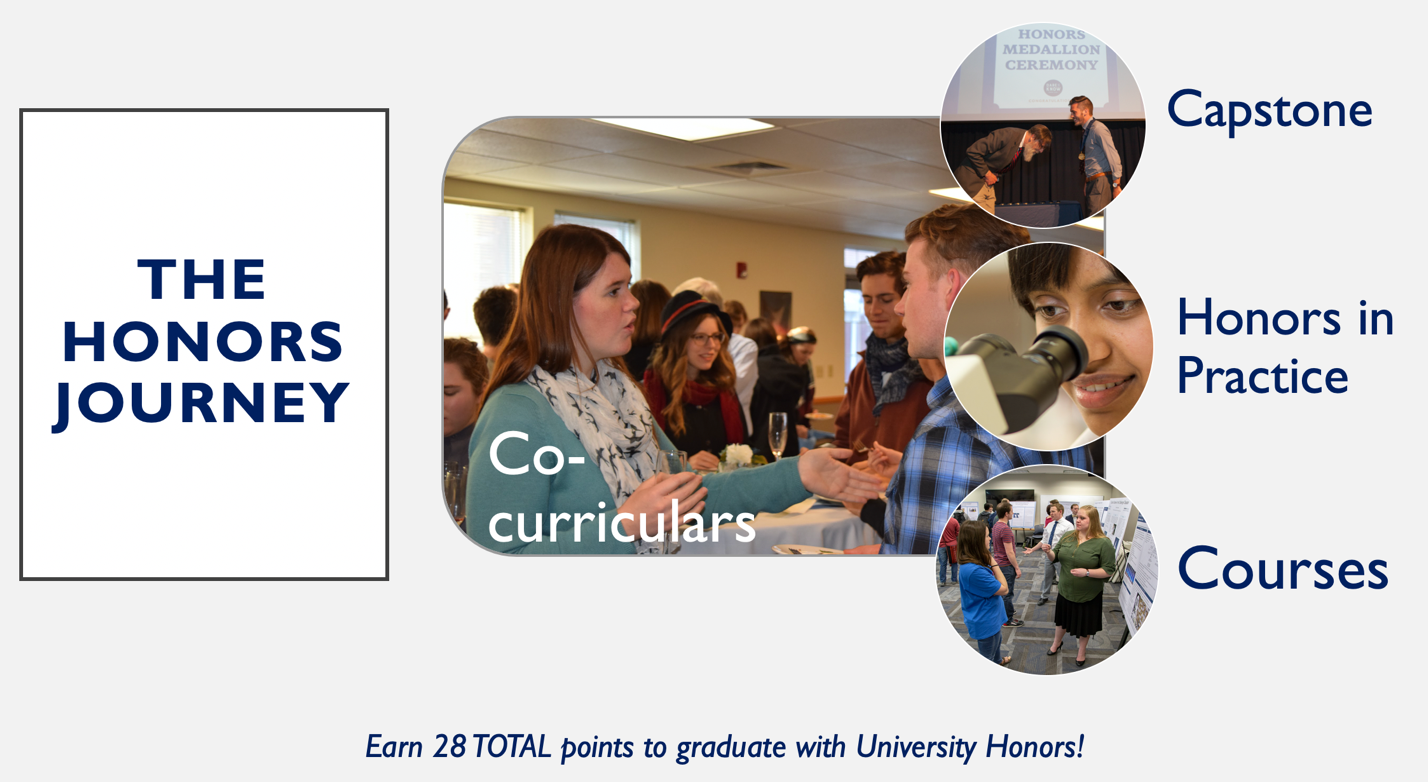 THE
HONORS
JOURNEY
Co-
curriculars
HONORS
MEDALLION
CEREMONY
Capstone
Honors in
Practice
Courses
Earn 28 TOTAL points to graduate with University Honors!